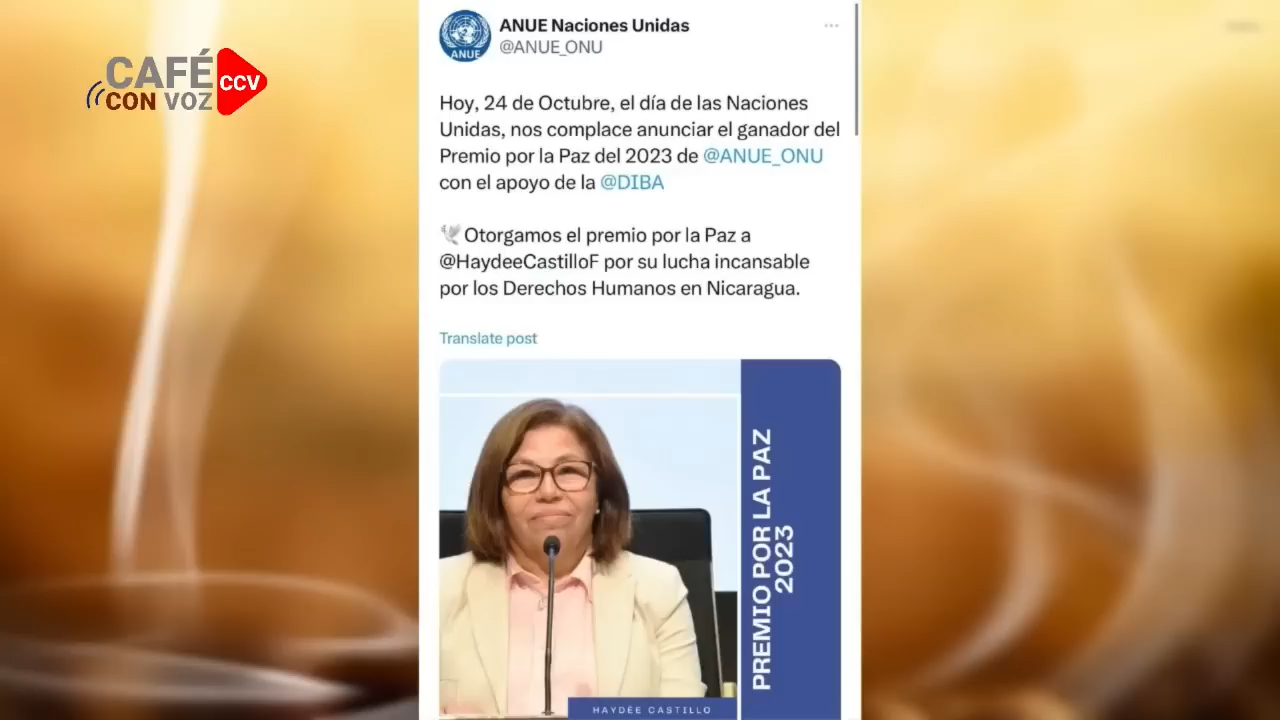 CAFÉ
CON VOZ
CCV
ANUE
ANUE Naciones Unidas
@ANUE_ONU
Hoy, 24 de Octubre, el día de las Naciones
Unidas, nos complace anunciar el ganador del
Premio por la Paz del 2023 de @ANUE_ONU
con el apoyo de la @DIBA
🕊Otorgamos el premio por la Paz a
@HaydeeCastilloF por su lucha incansable
por los Derechos Humanos en Nicaragua.
Translate post
PREMIO POR LA PAZ
2023
HAYDÉE CASTILLO